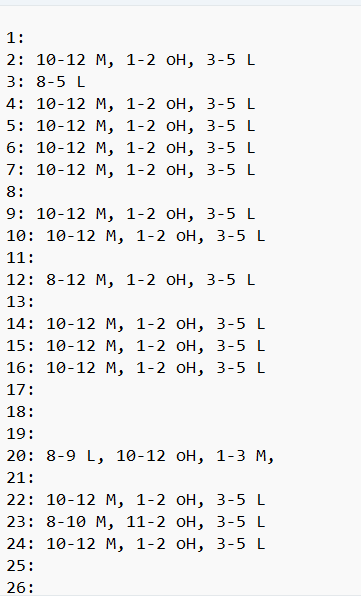 1:
2: 10-12 M, 1-2 oH, 3-5 L
3: 8-5 L
4: 10-12 M, 1-2 oH, 3-5 L
5: 10-12 M, 1-2 oH, 3-5 L
6: 10-12 M, 1-2 oH, 3-5 L
7: 10-12 M, 1-2 oH, 3-5 L
8:
9: 10-12 M, 1-2 oH, 3-5 L
10: 10-12 M, 1-2 oH, 3-5 L
11:
12: 8-12 M, 1-2 oH, 3-5 L
13:
14: 10-12 M, 1-2 oH, 3-5 L
15: 10-12 M, 1-2 oH, 3-5 L
16: 10-12 M, 1-2 oH, 3-5 L
17:
18:
19:
20: 8-9 L, 10-12 oH, 1-3 M,
21:
22: 10-12 M, 1-2 oH, 3-5 L
23: 8-10 M, 11-2 oH, 3-5 L
24: 10-12 M, 1-2 oH, 3-5 L
25:
26: